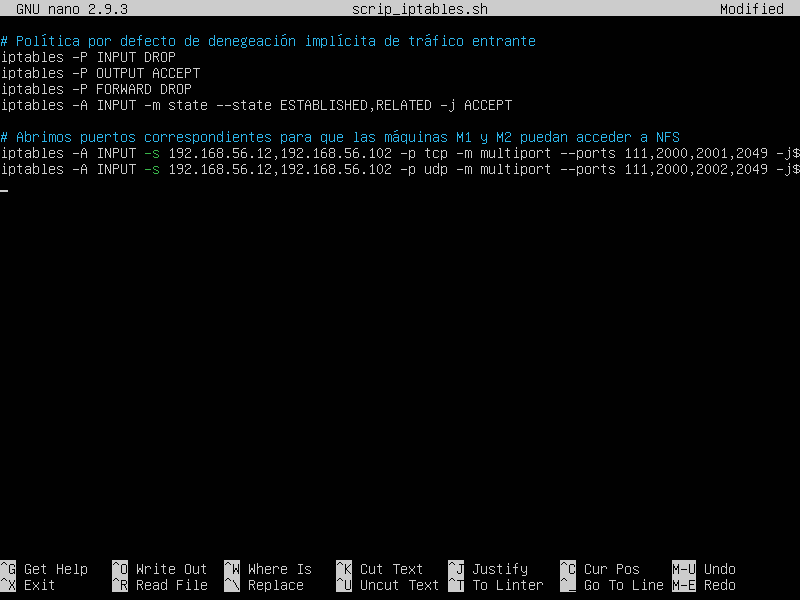 GNU nano 2.9.3 scrip_iptables.sh Modified
# Política por defecto de denegeación implícita de tráfico entrante
iptables -P INPUT DROP
iptables -P OUTPUT ACCEPT
iptables -P FORWARD DROP
iptables -A INPUT -m state --state ESTABLISHED,RELATED -j ACCEPT
# Abrimos puertos correspondientes para que las máquinas M1 y M2 puedan acceder a NFS
iptables -A INPUT -s 192.168.56.12,192.168.56.102 -p tcp -m multiport --ports 111,2000,2001,2049 -j$
iptables -A INPUT -s 192.168.56.12,192.168.56.102 -p udp -m multiport --ports 111,2000,2002,2049 -j$
^G Get Help ^O Write Out ^W Where Is ^K Cut Text ^J Justify ^C Cur Pos M-U Undo
^X Exit ^R Read File ^\ Replace ^U Uncut Text ^T To Linter ^_ Go To Line M-E Redo